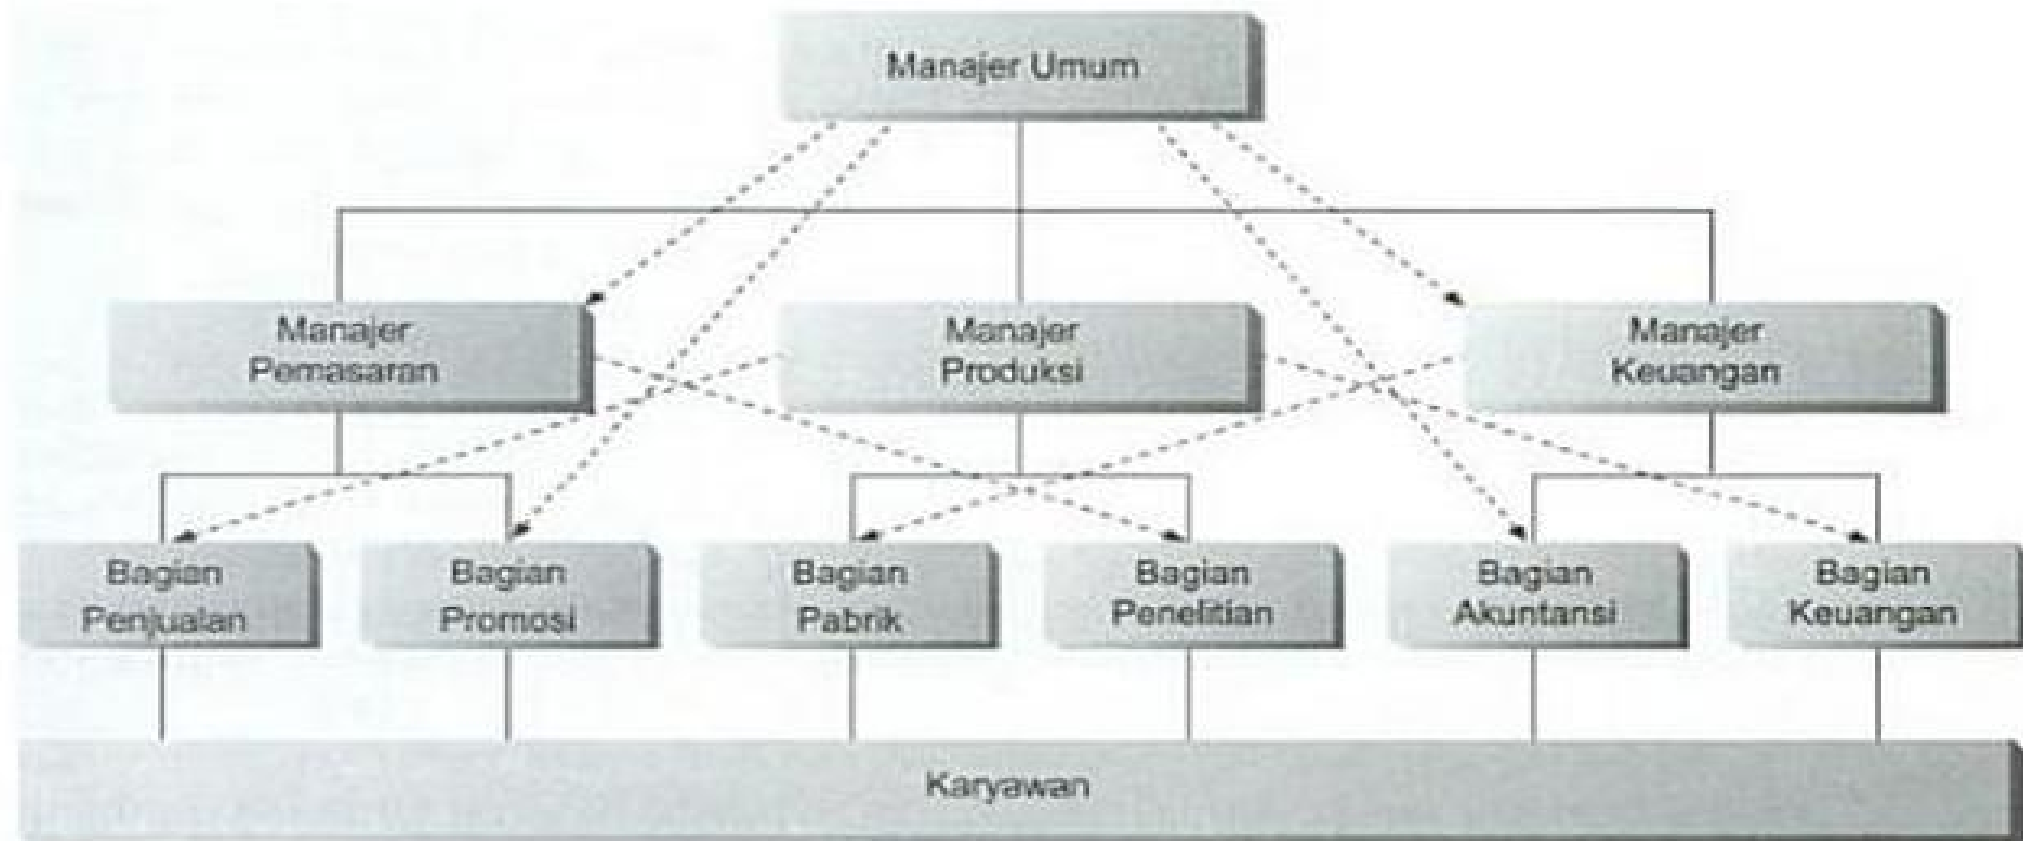 Manajer Umum
Manajer
Pemasaran
Manajer
Produksi
Manajer
Keuangan
Bagian
Penjualan
Bagian
Promosi
Bagian
Pabrik
Bagian
Penelitian
Bagian
Akuntansi
Bagian
Keuangan
Karyawan